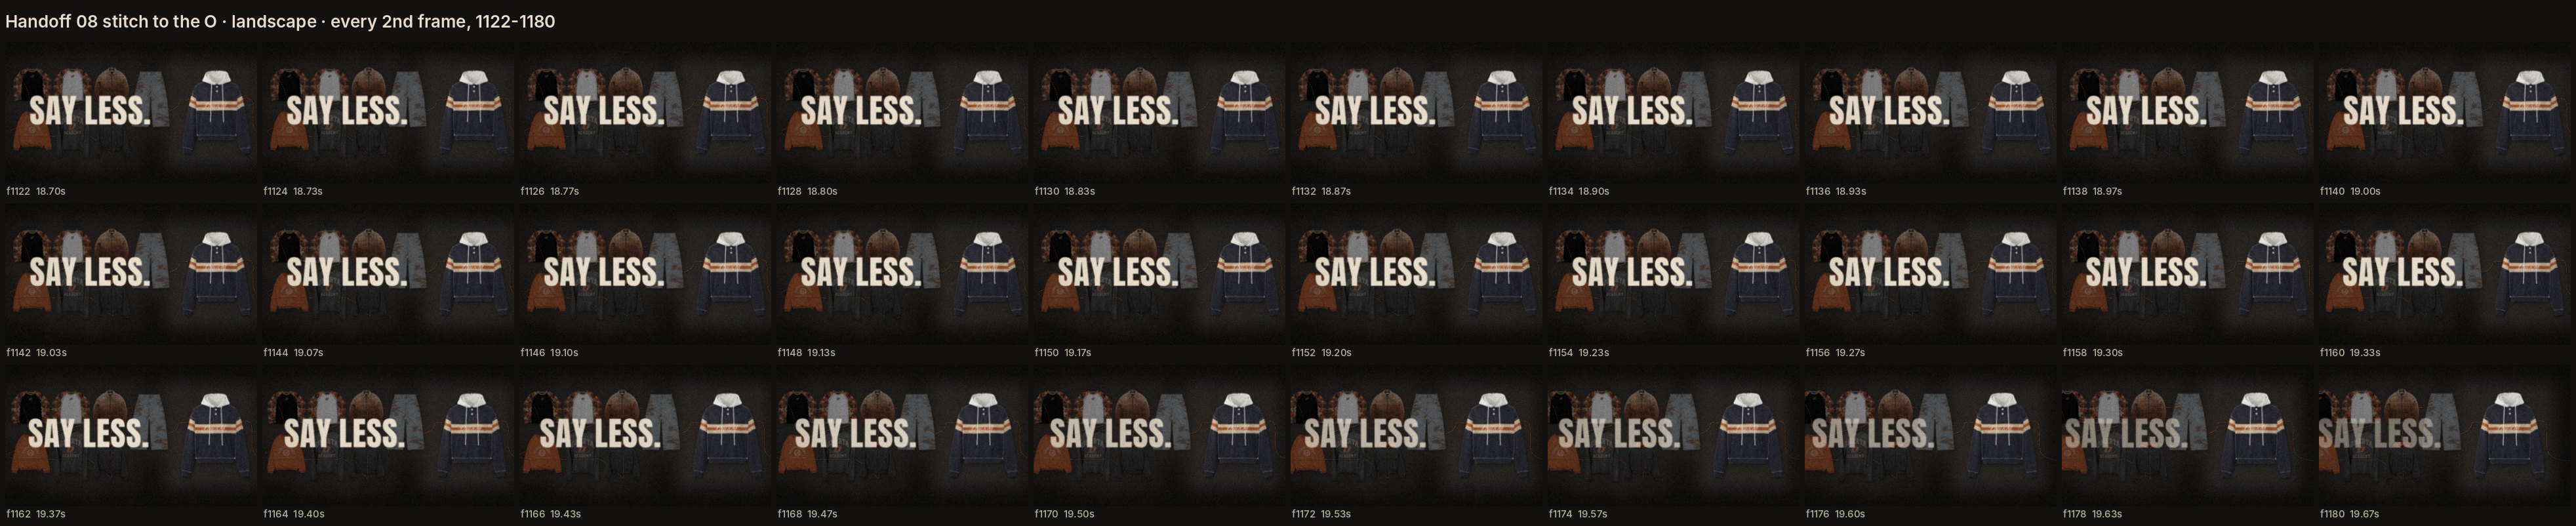 Handoff 08 stitch to the O · landscape · every 2nd frame, 1122-1180
SAY LESS. SAY LESS. SAY LESS. SAY LESS. SAY LESS. SAY LESS. SAY LESS. SAY LESS. SAY LESS. SAY LESS.
f1122 18.70s f1124 18.73s f1126 18.77s f1128 18.80s f1130 18.83s f1132 18.87s f1134 18.90s f1136 18.93s f1138 18.97s f1140 19.00s
SAY LESS. SAY LESS. SAY LESS. SAY LESS. SAY LESS. SAY LESS. SAY LESS. SAY LESS. SAY LESS. SAY LESS.
f1142 19.03s f1144 19.07s f1146 19.10s f1148 19.13s f1150 19.17s f1152 19.20s f1154 19.23s f1156 19.27s f1158 19.30s f1160 19.33s
SAY LESS. SAY LESS. SAY LESS. SAY LESS. SAY LESS. SAY LESS. SAY LESS. SAY LESS. SAY LESS. SAY LESS.
f1162 19.37s f1164 19.40s f1166 19.43s f1168 19.47s f1170 19.50s f1172 19.53s f1174 19.57s f1176 19.60s f1178 19.63s f1180 19.67s